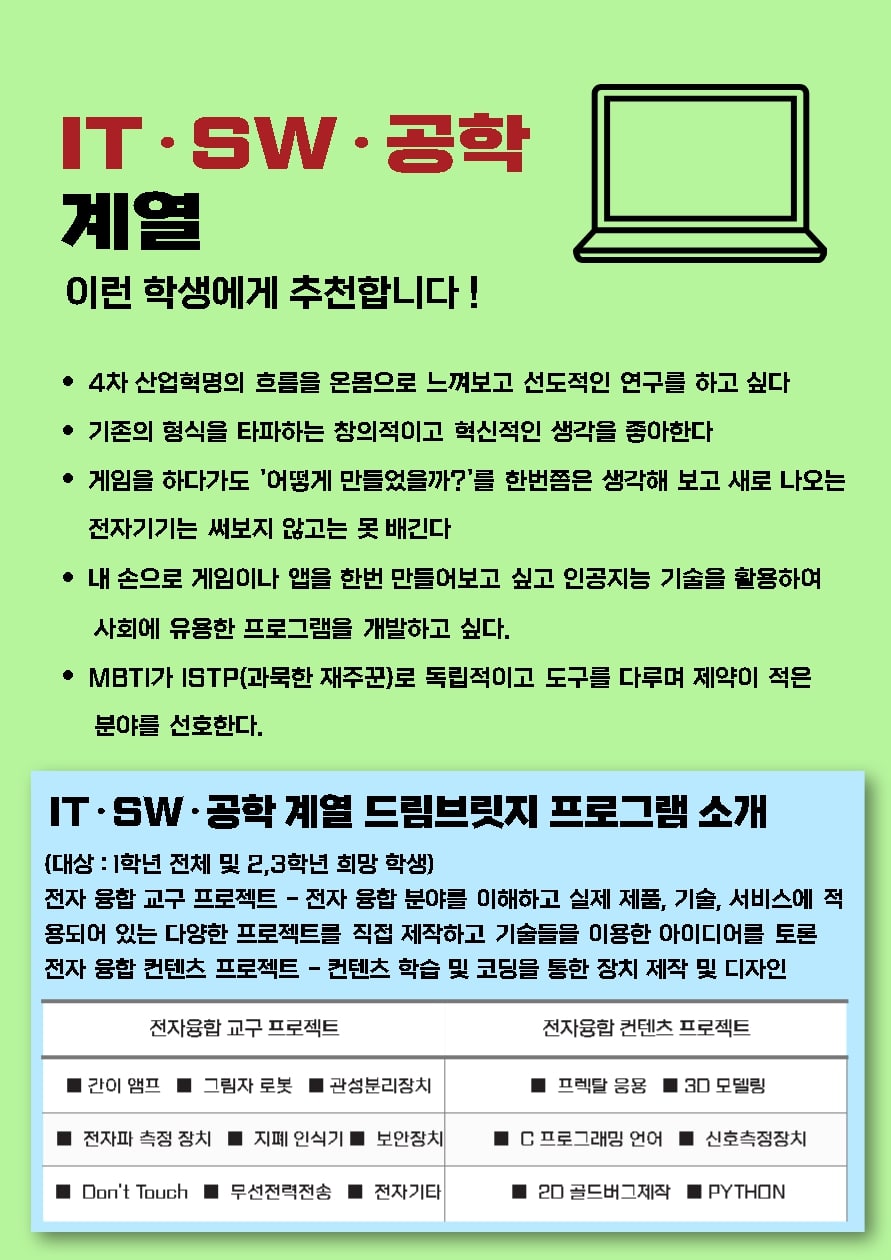 IT · SW · 공학
계열
이런 학생에게 추천합니다 !
• 4차 산업혁명의 흐름을 온몸으로 느껴보고 선도적인 연구를 하고 싶다
• 기존의 형식을 타파하는 창의적이고 혁신적인 생각을 좋아한다
• 게임을 하다가도 '어떻게 만들었을까?'를 한번쯤은 생각해 보고 새로 나오는
전자기기는 써보지 않고는 못 배긴다
• 내 손으로 게임이나 앱을 한번 만들어보고 싶고 인공지능 기술을 활용하여
사회에 유용한 프로그램을 개발하고 싶다.
• MBTI가 ISTP(과묵한 재주꾼)로 독립적이고 도구를 다루며 제약이 적은
분야를 선호한다.
IT · SW · 공학 계열 드림브릿지 프로그램 소개
(대상 : 1학년 전체 및 2,3학년 희망 학생)
전자 융합 교구 프로젝트 - 전자 융합 분야를 이해하고 실제 제품, 기술, 서비스에 적
용되어 있는 다양한 프로젝트를 직접 제작하고 기술들을 이용한 아이디어를 토론
전자 융합 컨텐츠 프로젝트 - 컨텐츠 학습 및 코딩을 통한 장치 제작 및 디자인
전자융합 교구 프로젝트 전자융합 컨텐츠 프로젝트
■ 간이 앰프 ■ 그림자 로봇 ■ 관성분리장치 ■ 프렉탈 응용 ■ 3D 모델링
■ 전자파 측정 장치 ■ 지폐 인식기 ■ 보안장치 ■ C 프로그래밍 언어 ■ 신호측정장치
■ Don't Touch ■ 무선전력전송 ■ 전자기타 ■ 2D 골드버그제작 ■ PYTHON